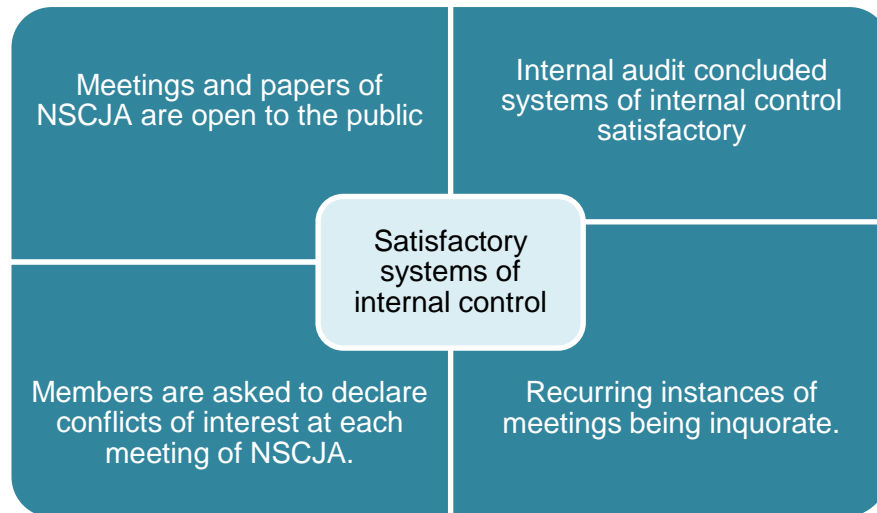 Meetings and papers of
NSCJA are open to the public
Internal audit concluded
systems of internal control
satisfactory
Satisfactory
systems of
internal control
Members are asked to declare
conflicts of interest at each
meeting of NSCJA.
Recurring instances of
meetings being inquorate.